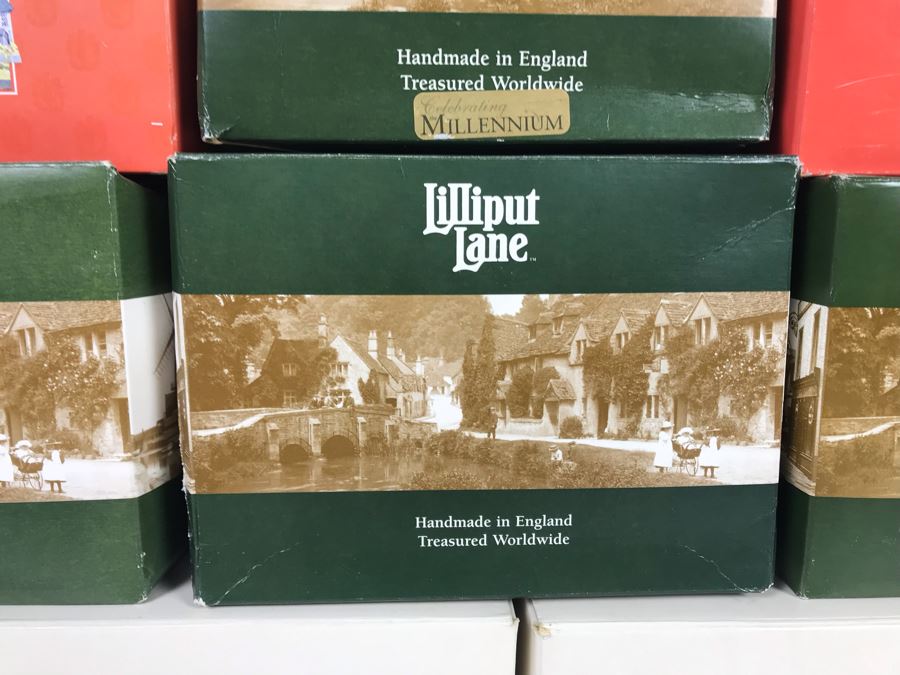 Handmade in England
Treasured Worldwide
Celebrating
MILLENNIUM
Lilliput
Lane
Handmade in England
Treasured Worldwide